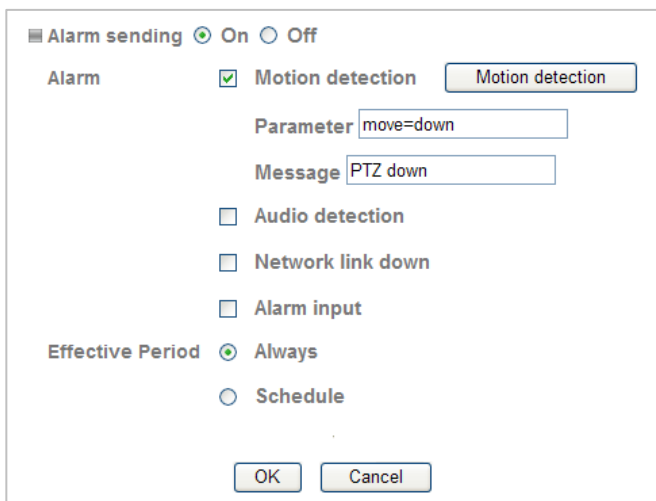 Alarm sending On Off
Alarm Motion detection Motion detection
Parameter move=down
Message PTZ down
Audio detection
Network link down
Alarm input
Effective Period Always
Schedule
OK Cancel